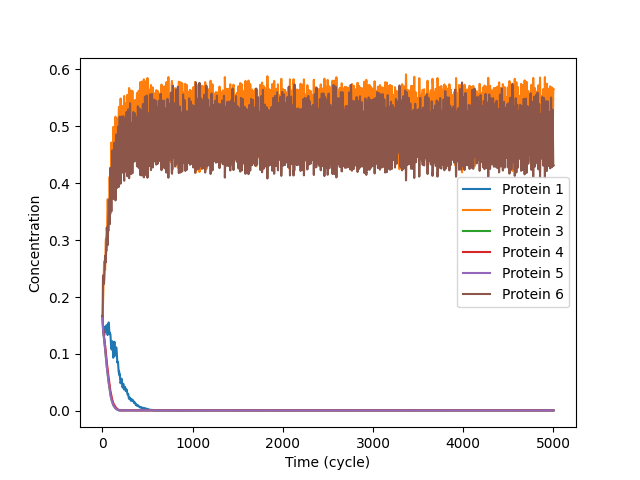 0.6
0.5
0.4
0.3
0.2
0.1
0.0
Concentration
Protein 1
Protein 2
Protein 3
Protein 4
Protein 5
Protein 6
0 1000 2000 3000 4000 5000
Time (cycle)